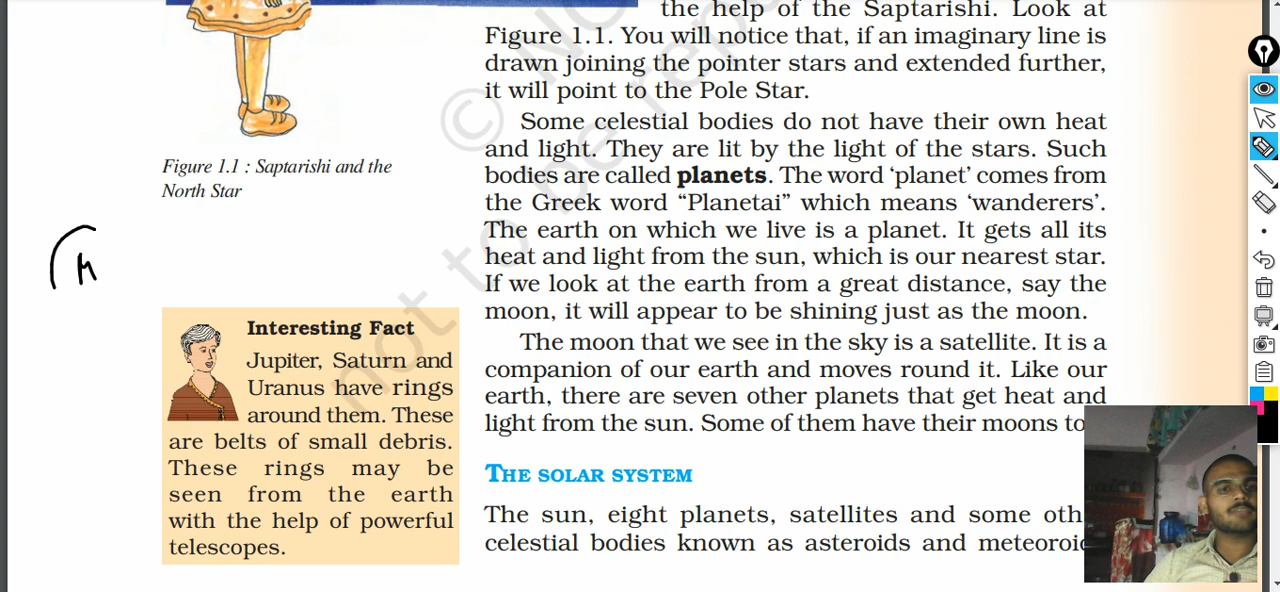 the help of the Saptarishi. Look at
Figure 1.1. You will notice that, if an imaginary line is
drawn joining the pointer stars and extended further,
it will point to the Pole Star.
Some celestial bodies do not have their own heat
and light. They are lit by the light of the stars. Such
bodies are called planets. The word ‘planet’ comes from
the Greek word “Planetai” which means ‘wanderers’.
The earth on which we live is a planet. It gets all its
heat and light from the sun, which is our nearest star.
If we look at the earth from a great distance, say the
moon, it will appear to be shining just as the moon.
The moon that we see in the sky is a satellite. It is a
companion of our earth and moves round it. Like our
earth, there are seven other planets that get heat and
light from the sun. Some of them have their moons to
THE SOLAR SYSTEM
The sun, eight planets, satellites and some oth
celestial bodies known as asteroids and meteoroi
Figure 1.1 : Saptarishi and the
North Star
M
Interesting Fact
Jupiter, Saturn and
Uranus have rings
around them. These
are belts of small debris.
These rings may be
seen from the earth
with the help of powerful
telescopes.
© N
not to be rep